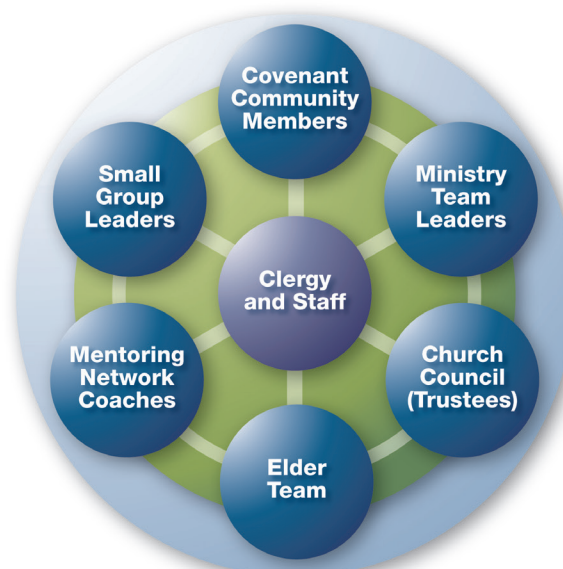 Covenant
Community
Members
Small
Group
Leaders
Ministry
Team
Leaders
Clergy
and Staff
Mentoring
Network
Coaches
Church
Council
(Trustees)
Elder
Team